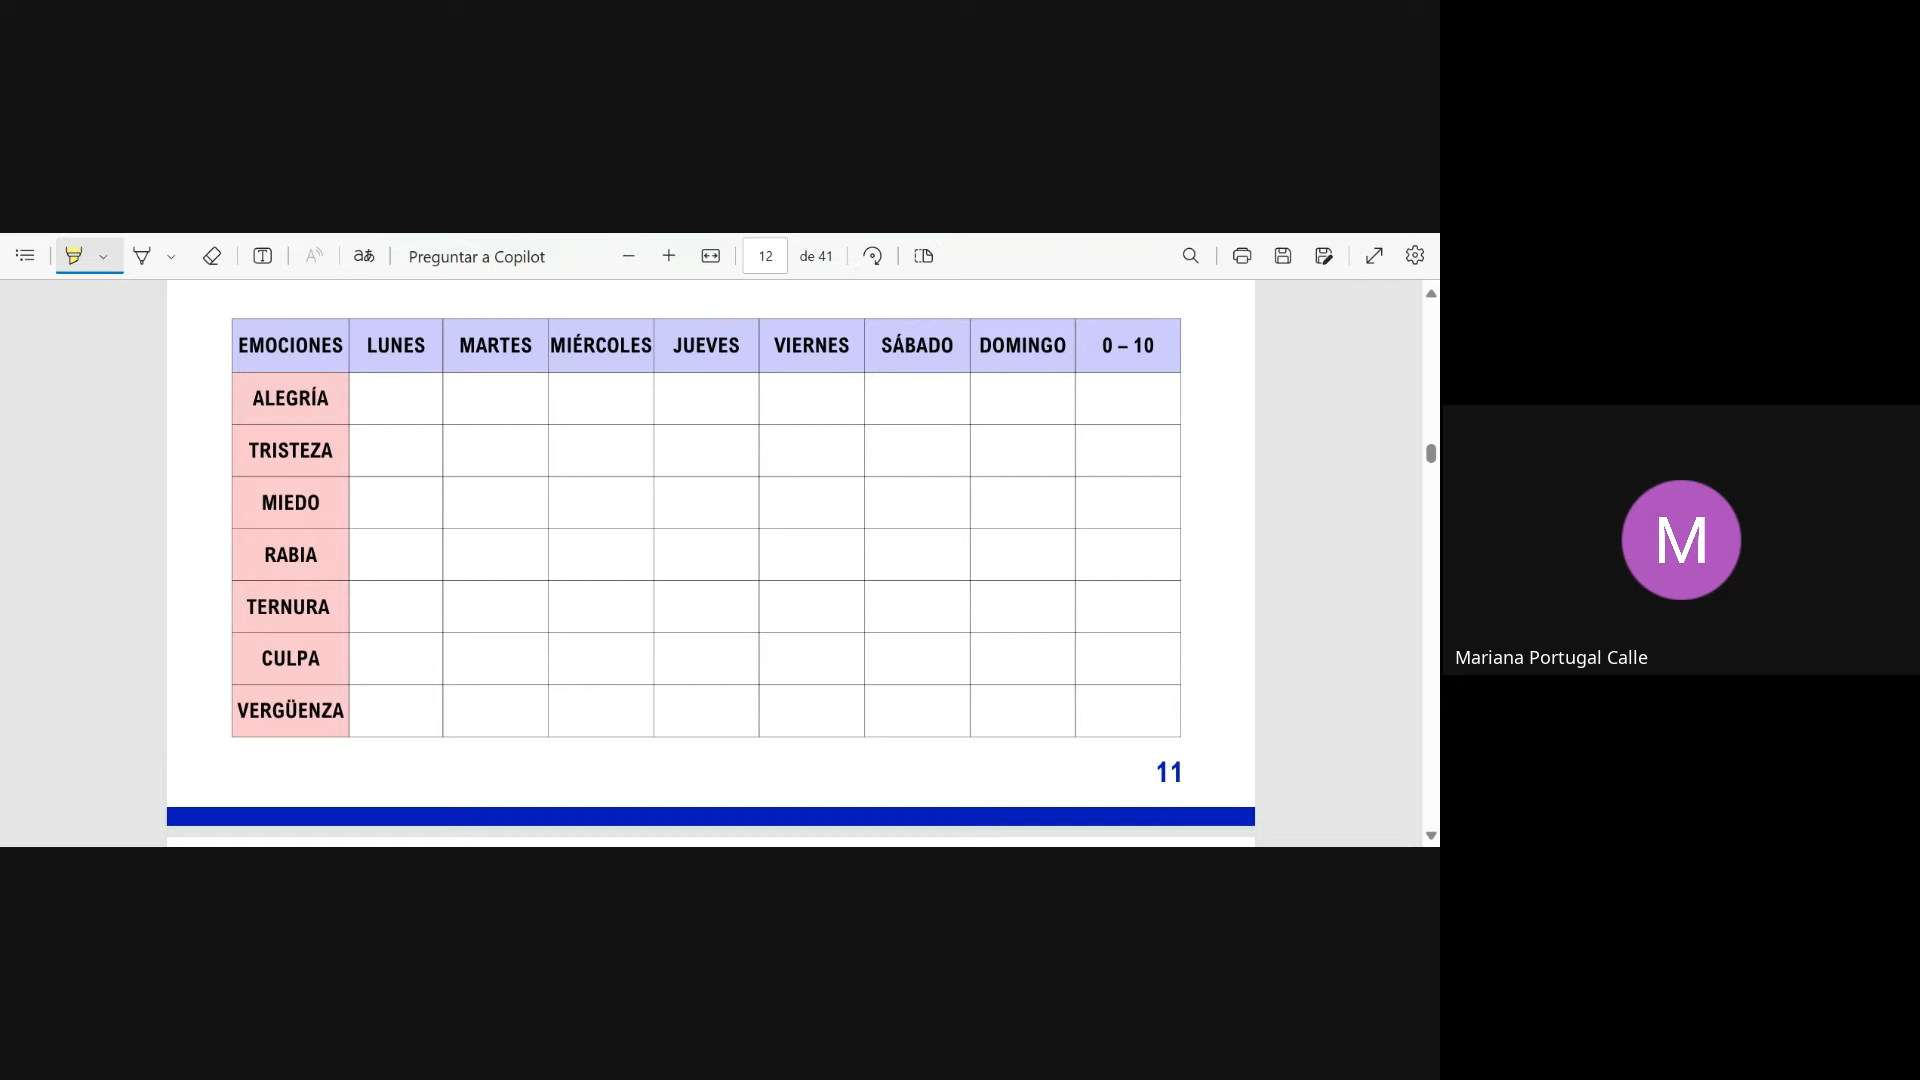 Preguntar a Copilot
12 de 41
EMOCIONES LUNES MARTES MIÉRCOLES JUEVES VIERNES SÁBADO DOMINGO 0 – 10
ALEGRÍA
TRISTEZA
MIEDO
RABIA
TERNURA
CULPA
VERGÜENZA
11
M
Mariana Portugal Calle